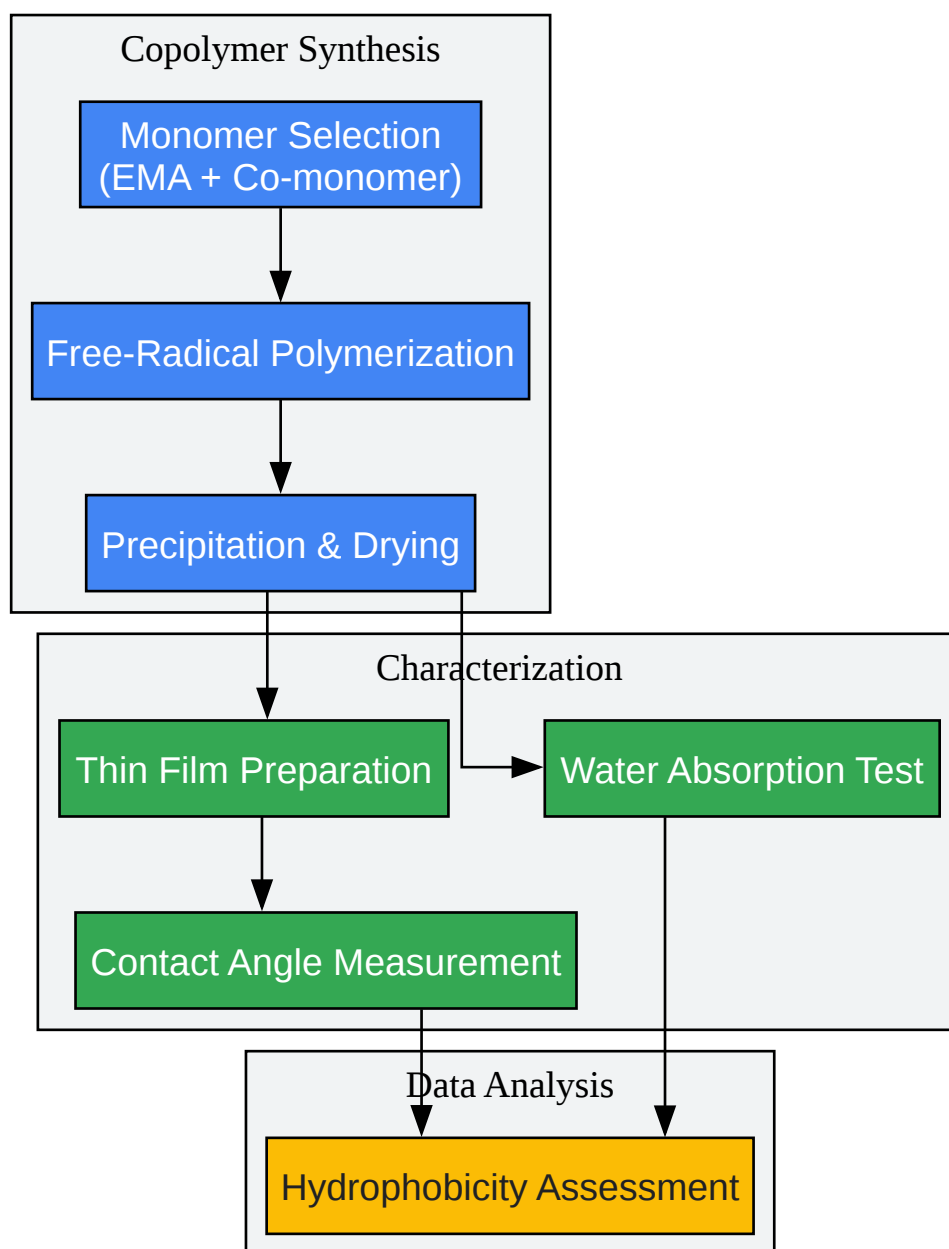 Copolymer Synthesis
Monomer Selection
(EMA + Co-monomer)
Free-Radical Polymerization
Precipitation & Drying
Characterization
Thin Film Preparation
Water Absorption Test
Contact Angle Measurement
Data Analysis
Hydrophobicity Assessment